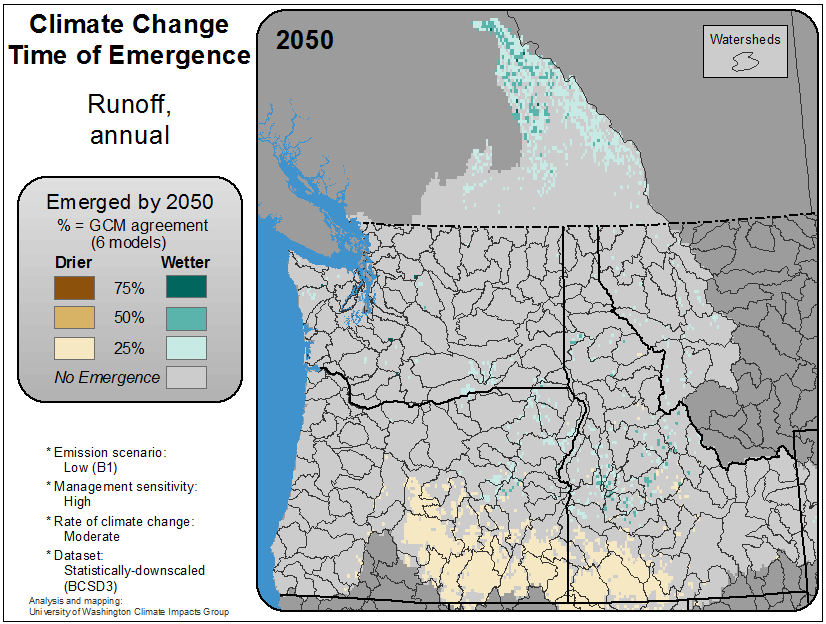 Climate Change
Time of Emergence
Runoff,
annual
Emerged by 2050
% = GCM agreement
(6 models)
Drier Wetter
75%
50%
25%
No Emergence
* Emission scenario:
Low (B1)
* Management sensitivity:
High
* Rate of climate change:
Moderate
* Dataset:
Statistically-downscaled
(BCSD3)
Analysis and mapping:
University of Washington Climate Impacts Group
2050
Watersheds